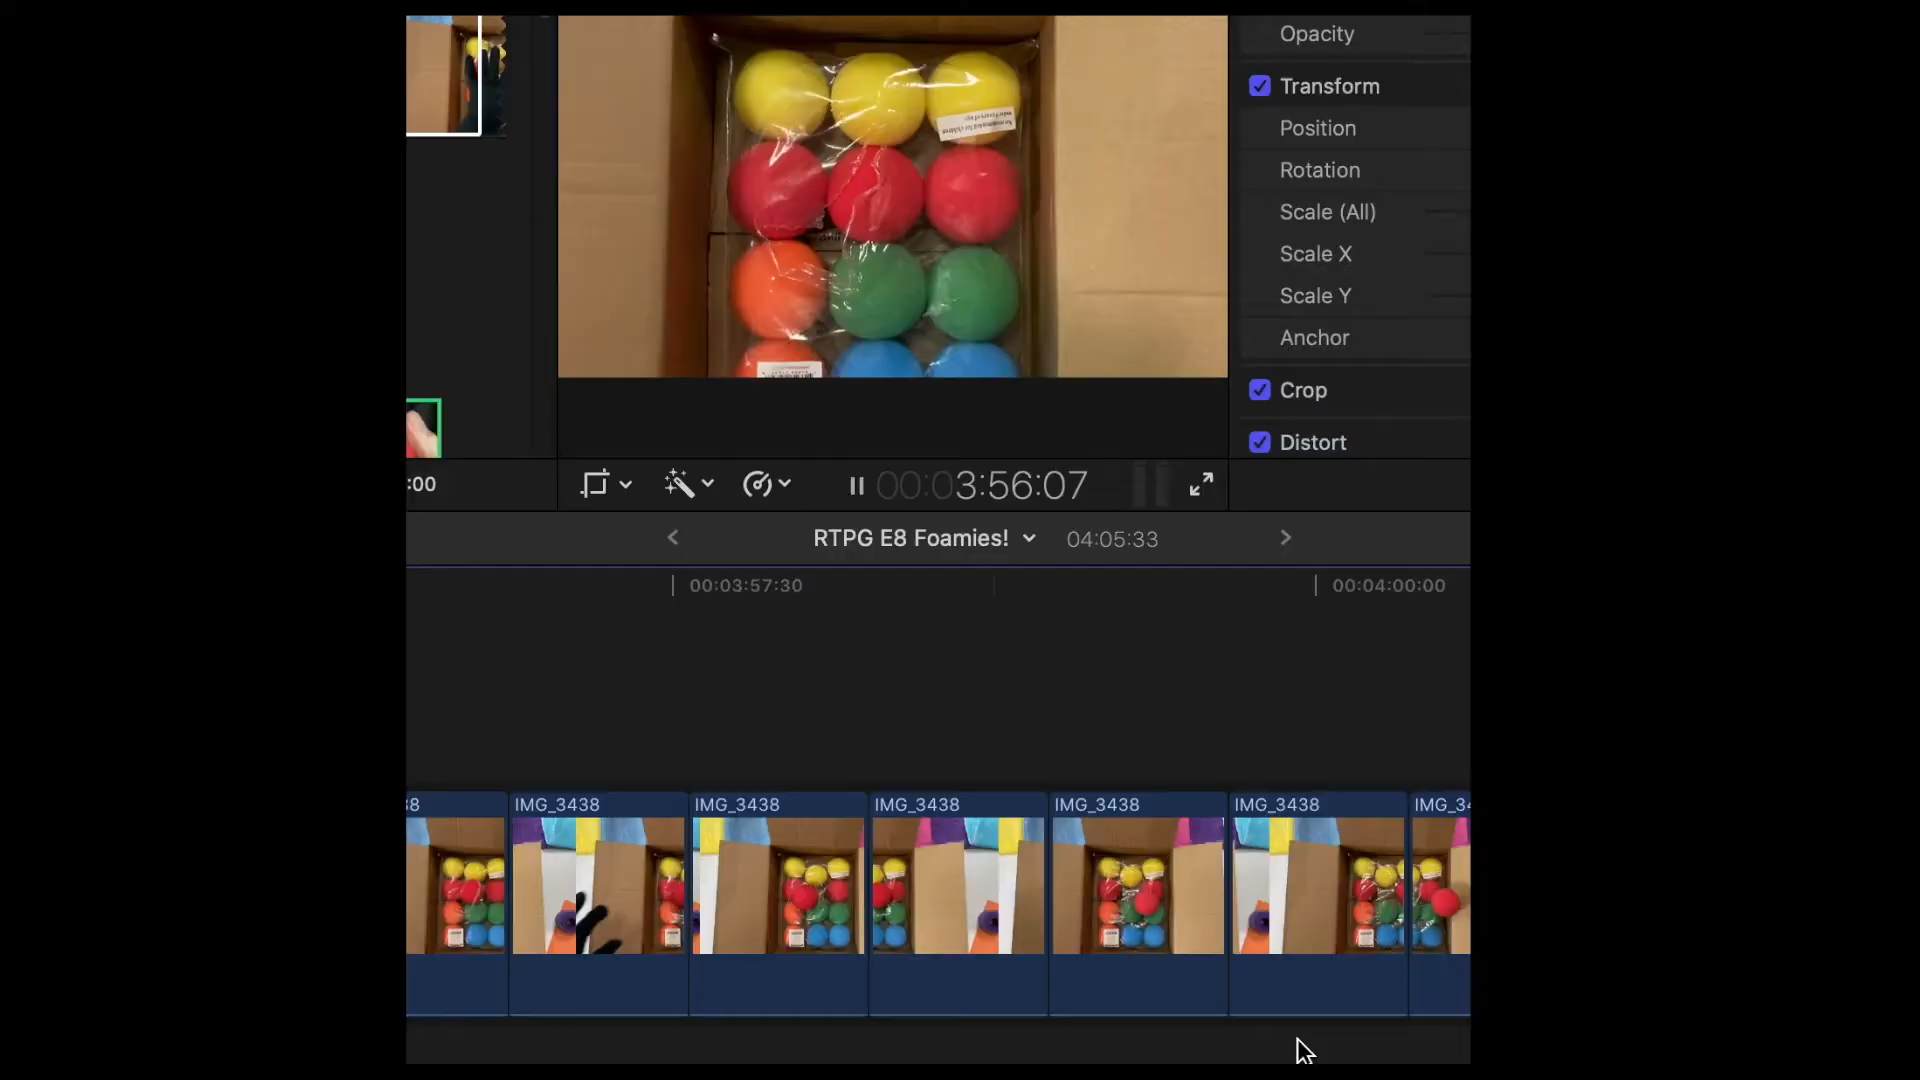 Opacity
Transform
Position
Rotation
Scale (All)
Scale X
Scale Y
Anchor
Crop
Distort
:00
00:03:56:07
RTPG E8 Foamies!
04:05:33
00:03:57:30
00:04:00:00
IMG_3438
IMG_3438
IMG_3438
IMG_3438
IMG_3438